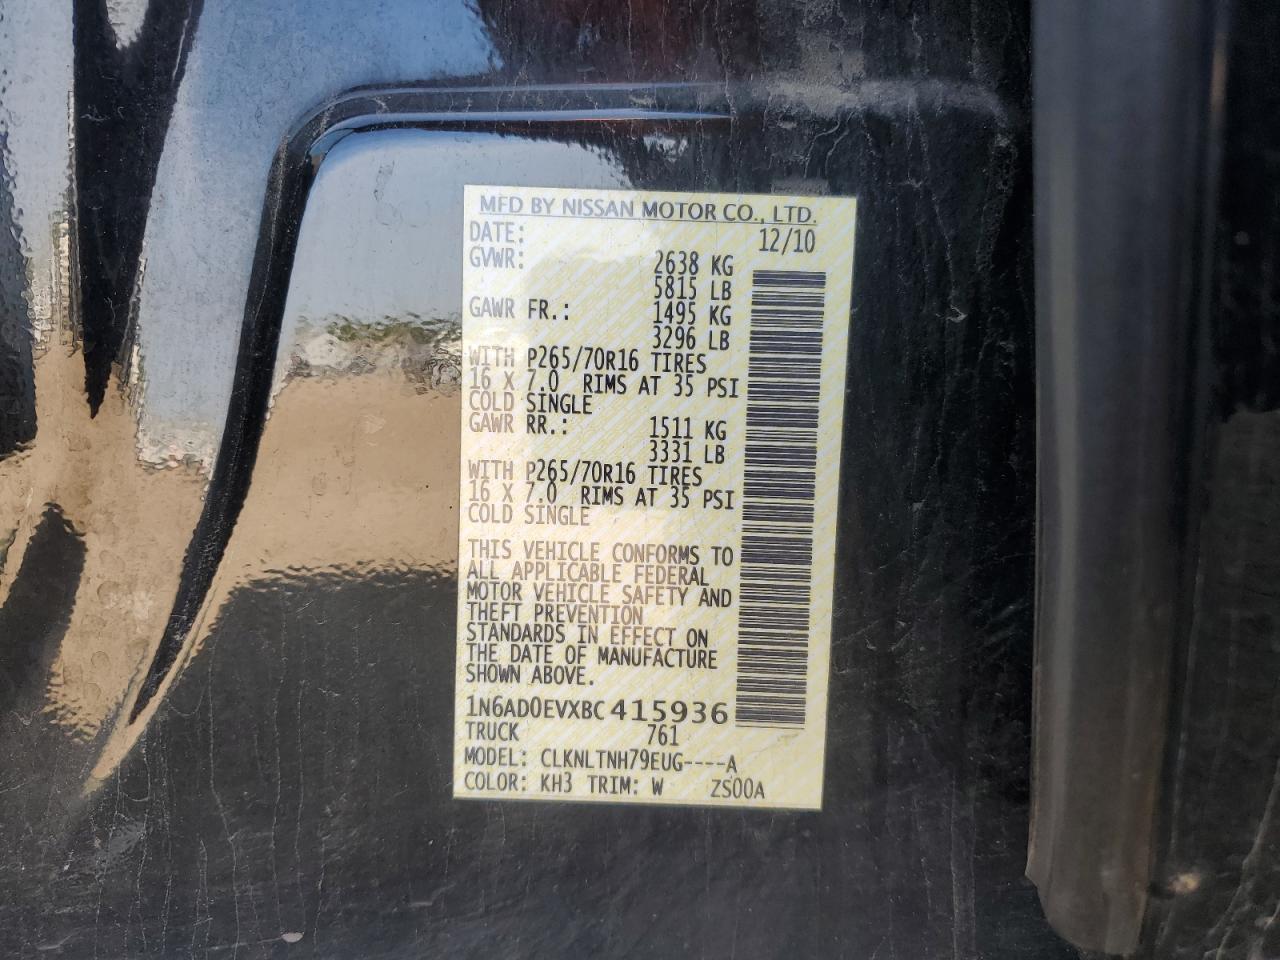 MFD BY NISSAN MOTOR CO., LTD.
DATE: 12/10
GVWR: 2638 KG
5815 LB
GAWR FR.: 1495 KG
3296 LB
WITH P265/70R16 TIRES
16 X 7.0 RIMS AT 35 PSI
COLD SINGLE
GAWR RR.: 1511 KG
3331 LB
WITH P265/70R16 TIRES
16 X 7.0 RIMS AT 35 PSI
COLD SINGLE
THIS VEHICLE CONFORMS TO
ALL APPLICABLE FEDERAL
MOTOR VEHICLE SAFETY AND
THEFT PREVENTION
STANDARDS IN EFFECT ON
THE DATE OF MANUFACTURE
SHOWN ABOVE.
1N6AD0EVXBC415936
TRUCK 761
MODEL: CLKNLTNH79EUG----A
COLOR: KH3 TRIM: W ZS00A